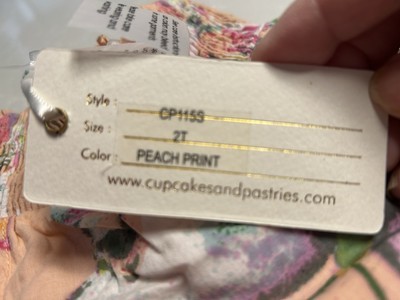 Style : CP115S
Size : 2T
Color : PEACH PRINT
www.cupcakesandpastries.com